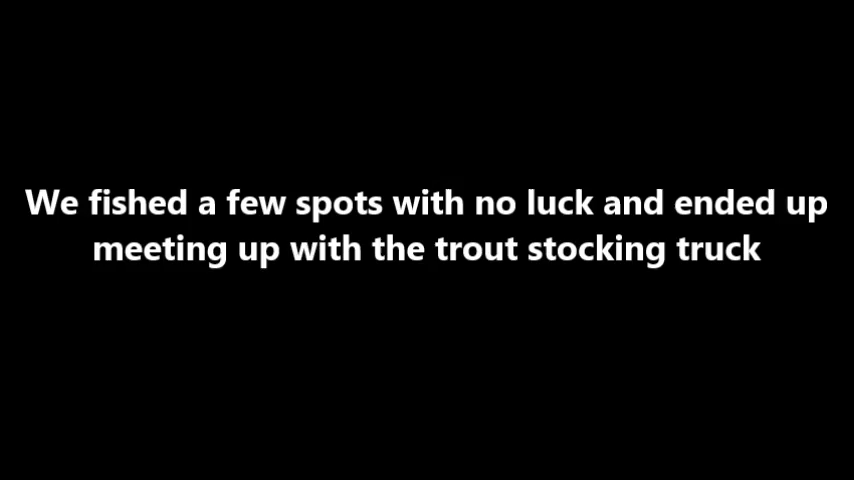 We fished a few spots with no luck and ended up
meeting up with the trout stocking truck